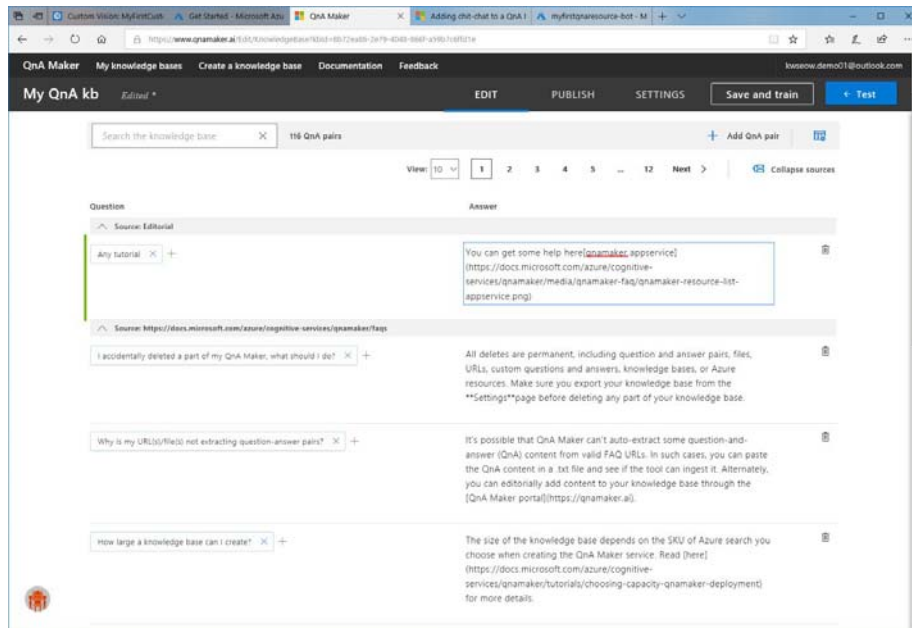 Custom Vision: MyFirstCust
Get Started - Microsoft Azu
QnA Maker
Adding chit-chat to a QnA
myfirstqnaresource-bot - M
https://www.qnamaker.ai/Edit/KnowledgeBase?kbId=
QnA Maker My knowledge bases Create a knowledge base Documentation Feedback
kwseow.demo01@outlook.com
My QnA kb Edited * EDIT PUBLISH SETTINGS Save and train ← Test
Search the knowledge base 116 QnA pairs + Add QnA pair
View: 10 1 2 3 4 5 ... 12 Next > Collapse sources
Question Answer
Source: Editorial
Any tutorial × +
You can get some help here[qnamaker appservice]
(https://docs.microsoft.com/azure/cognitive-
services/qnamaker/media/qnamaker-faq/qnamaker-resource-list-
appservice.png)
Source: https://docs.microsoft.com/azure/cognitive-services/qnamaker/faqs
I accidentally deleted a part of my QnA Maker, what should I do? × +
All deletes are permanent, including question and answer pairs, files,
URLs, custom questions and answers, knowledge bases, or Azure
resources. Make sure you export your knowledge base from the
**Settings**page before deleting any part of your knowledge base.
Why is my URL(s)/file(s) not extracting question-answer pairs? × +
It's possible that QnA Maker can't auto-extract some question-and-
answer (QnA) content from valid FAQ URLs. In such cases, you can paste
the QnA content in a .txt file and see if the tool can ingest it. Alternately,
you can editorially add content to your knowledge base through the
[QnA Maker portal](https://qnamaker.ai).
How large a knowledge base can I create? × +
The size of the knowledge base depends on the SKU of Azure search you
choose when creating the QnA Maker service. Read [here]
(https://docs.microsoft.com/azure/cognitive-
services/qnamaker/tutorials/choosing-capacity-qnamaker-deployment)
for more details.